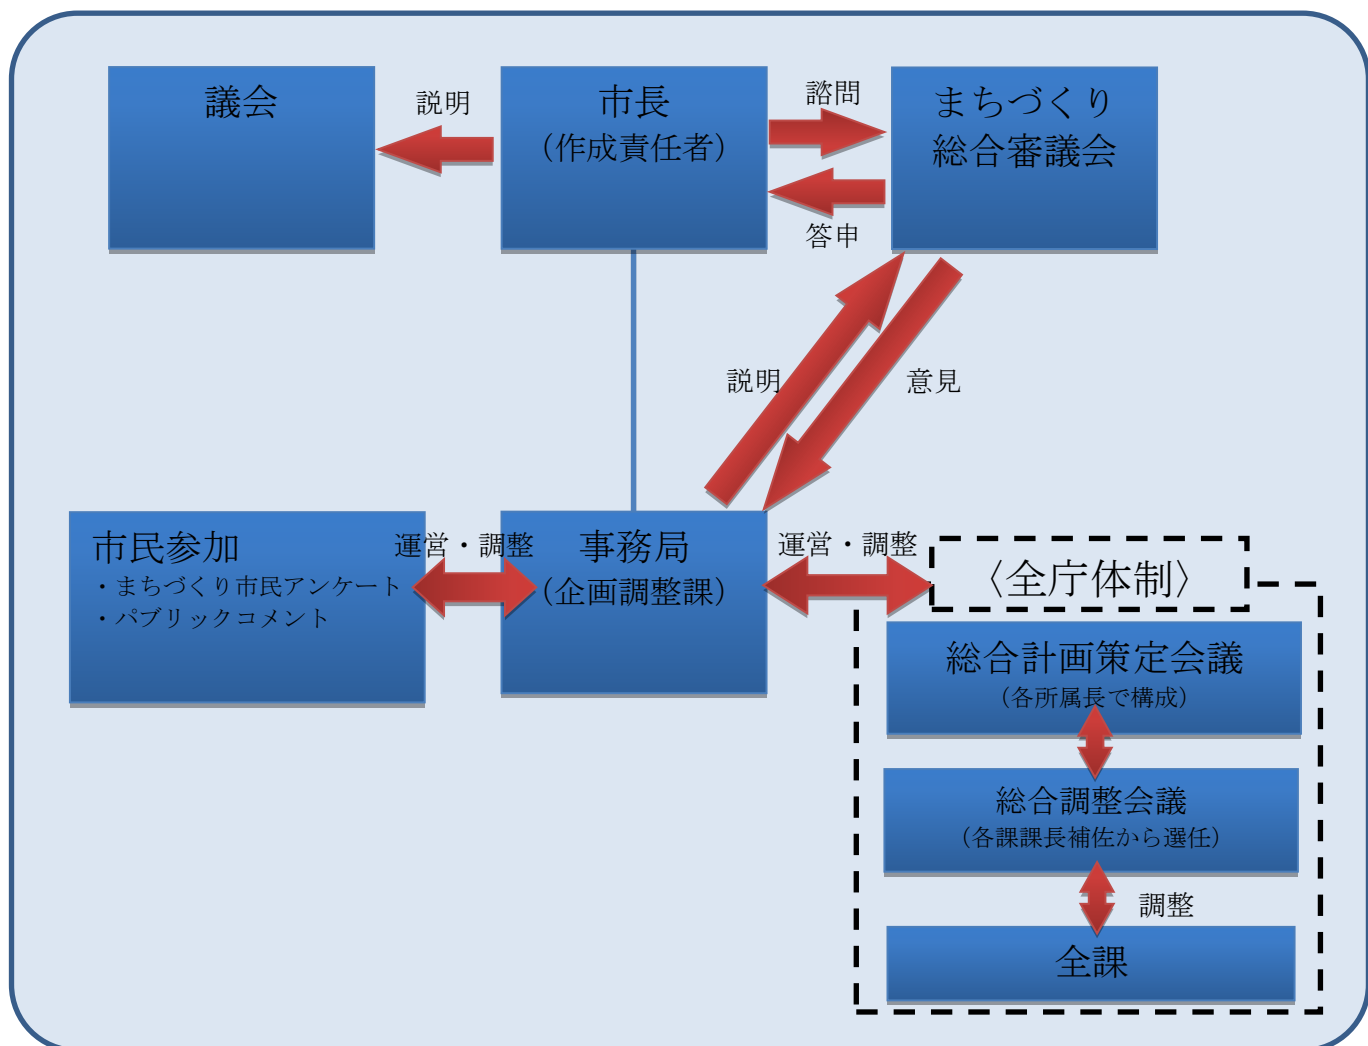 議会
説明
市長
（作成責任者）
諮問
答申
まちづくり
総合審議会
説明
意見
市民参加
・まちづくり市民アンケート
・パブリックコメント
運営・調整
事務局
（企画調整課）
運営・調整
〈全庁体制〉
総合計画策定会議
（各所属長で構成）
総合調整会議
（各課課長補佐から選任）
調整
全課